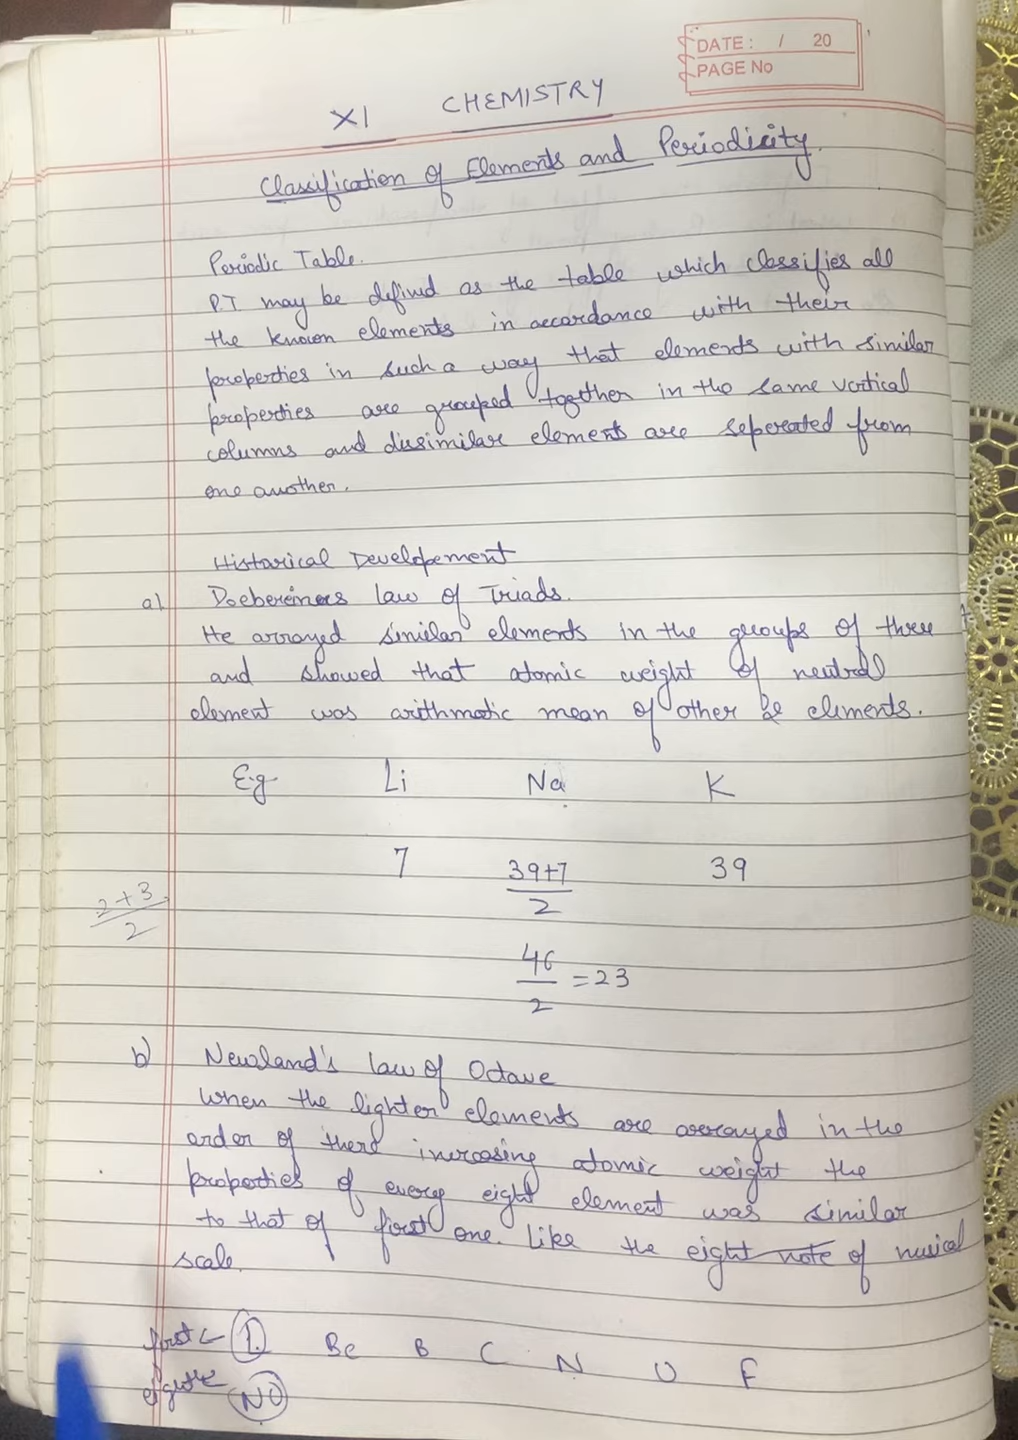 DATE: / 20
PAGE No
XI CHEMISTRY
Classification of Elements and Periodicity.
Periodic Table.
P.T. may be defined as the table which classifies all
the known elements in accordance with their
properties in such a way that elements with similar
properties are grouped together in the same vertical
columns and dissimilar elements are seperated from
one another.
Historical Developement
a) Doebereiners law of Triads.
He arrayed similar elements in the groups of three
and showed that atomic weight of neutral
element was arithmatic mean of other 2 elements.
E.g Li Na K
7 39+7/2 39
2+3/2
46/2 = 23
b) Newland's law of Octave
When the lighter elements are arrayed in the
order of there increasing atomic weight the
properties of every eight element was similar
to that of first one. Like the eight note of musical
scale.
first ← Be B C N O F
eight ←